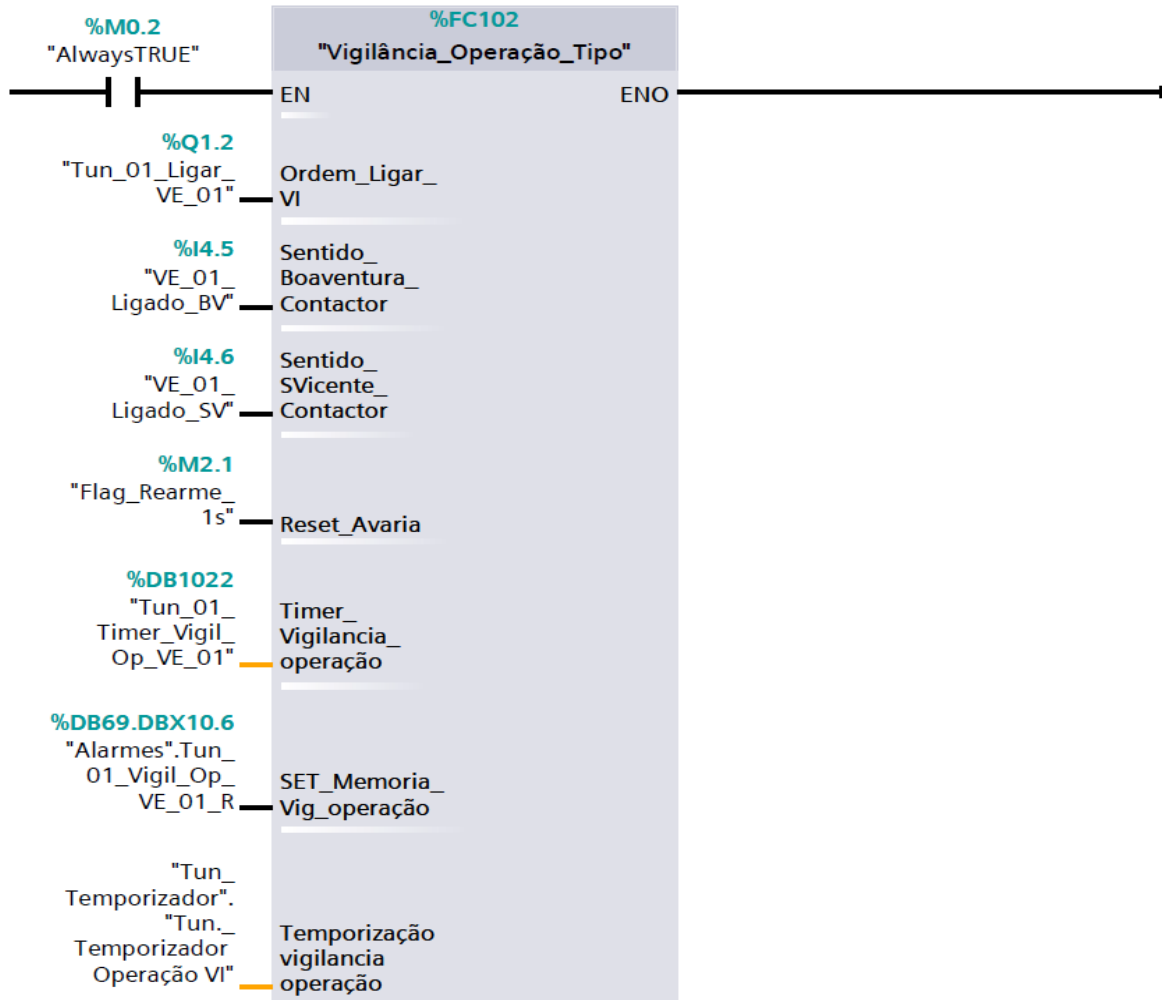 %M0.2
"AlwaysTRUE"
%FC102
"Vigilância_Operação_Tipo"
EN
ENO
%Q1.2
"Tun_01_Ligar_
VE_01"
Ordem_Ligar_
VI
%I4.5
"VE_01_
Ligado_BV"
Sentido_
Boaventura_
Contactor
%I4.6
"VE_01_
Ligado_SV"
Sentido_
SVicente_
Contactor
%M2.1
"Flag_Rearme_
1s"
Reset_Avaria
%DB1022
"Tun_01_
Timer_Vigil_
Op_VE_01"
Timer_
Vigilancia_
operação
%DB69.DBX10.6
"Alarmes".Tun_
01_Vigil_Op_
VE_01_R
SET_Memoria_
Vig_operação
"Tun_
Temporizador".
"Tun._
Temporizador
Operação VI"
Temporização
vigilancia
operação